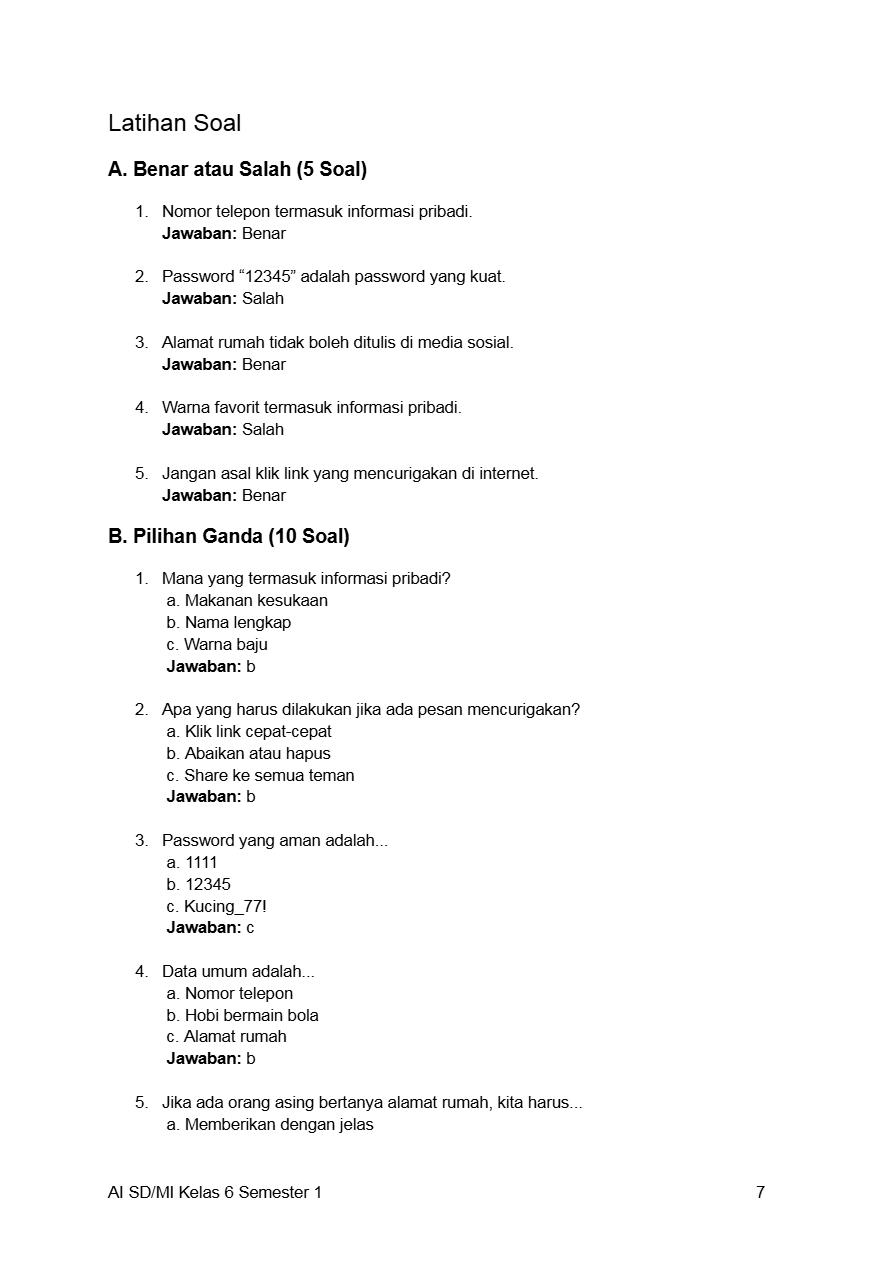 Latihan Soal
A. Benar atau Salah (5 Soal)
1. Nomor telepon termasuk informasi pribadi.
Jawaban: Benar
2. Password “12345” adalah password yang kuat.
Jawaban: Salah
3. Alamat rumah tidak boleh ditulis di media sosial.
Jawaban: Benar
4. Warna favorit termasuk informasi pribadi.
Jawaban: Salah
5. Jangan asal klik link yang mencurigakan di internet.
Jawaban: Benar
B. Pilihan Ganda (10 Soal)
1. Mana yang termasuk informasi pribadi?
a. Makanan kesukaan
b. Nama lengkap
c. Warna baju
Jawaban: b
2. Apa yang harus dilakukan jika ada pesan mencurigakan?
a. Klik link cepat-cepat
b. Abaikan atau hapus
c. Share ke semua teman
Jawaban: b
3. Password yang aman adalah...
a. 1111
b. 12345
c. Kucing_77!
Jawaban: c
4. Data umum adalah...
a. Nomor telepon
b. Hobi bermain bola
c. Alamat rumah
Jawaban: b
5. Jika ada orang asing bertanya alamat rumah, kita harus...
a. Memberikan dengan jelas
AI SD/MI Kelas 6 Semester 1 7